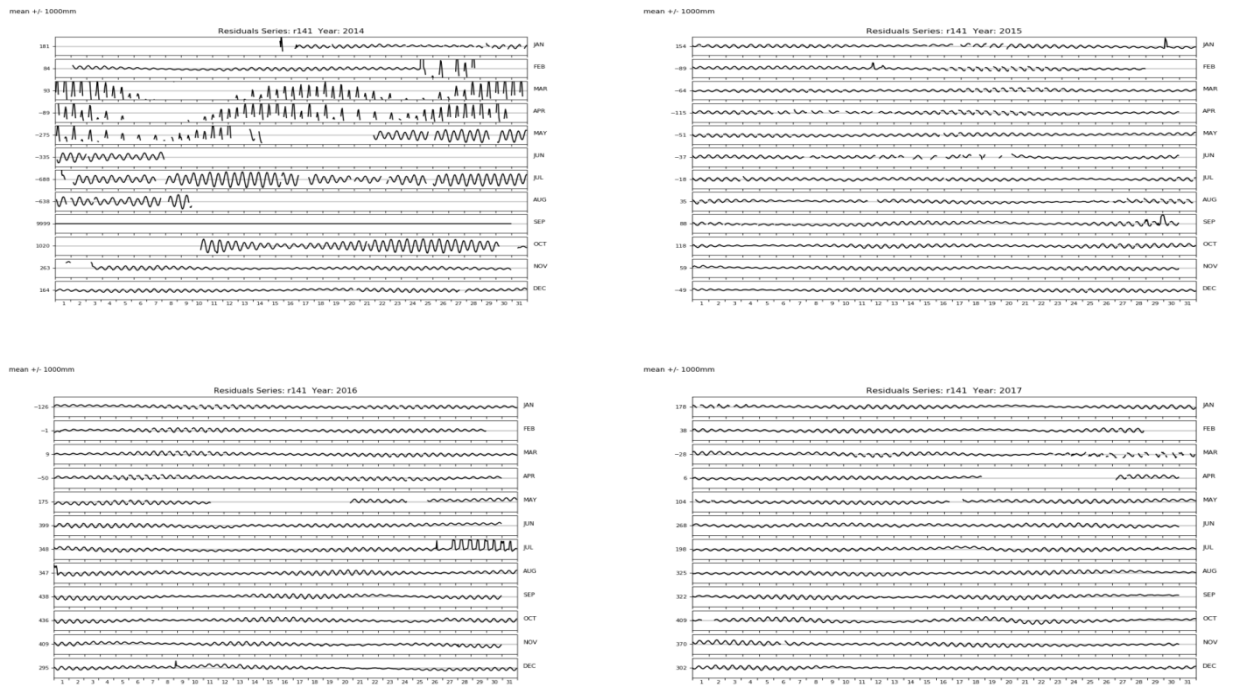 mean +/- 1000mm
Residuals Series: r141 Year: 2014
181 JAN
94 FEB
93 MAR
−89 APR
−275 MAY
−335 JUN
−688 JUL
−638 AUG
9999 SEP
1020 OCT
263 NOV
164 DEC
1 2 3 4 5 6 7 8 9 10 11 12 13 14 15 16 17 18 19 20 21 22 23 24 25 26 27 28 29 30 31
mean +/- 1000mm
Residuals Series: r141 Year: 2015
154 JAN
−89 FEB
−64 MAR
−115 APR
−51 MAY
−37 JUN
−18 JUL
35 AUG
88 SEP
118 OCT
58 NOV
−49 DEC
1 2 3 4 5 6 7 8 9 10 11 12 13 14 15 16 17 18 19 20 21 22 23 24 25 26 27 28 29 30 31
mean +/- 1000mm
Residuals Series: r141 Year: 2016
−126 JAN
−1 FEB
9 MAR
−50 APR
175 MAY
399 JUN
348 JUL
347 AUG
438 SEP
436 OCT
409 NOV
295 DEC
1 2 3 4 5 6 7 8 9 10 11 12 13 14 15 16 17 18 19 20 21 22 23 24 25 26 27 28 29 30 31
mean +/- 1000mm
Residuals Series: r141 Year: 2017
178 JAN
38 FEB
−28 MAR
6 APR
104 MAY
268 JUN
198 JUL
325 AUG
322 SEP
409 OCT
370 NOV
302 DEC
1 2 3 4 5 6 7 8 9 10 11 12 13 14 15 16 17 18 19 20 21 22 23 24 25 26 27 28 29 30 31